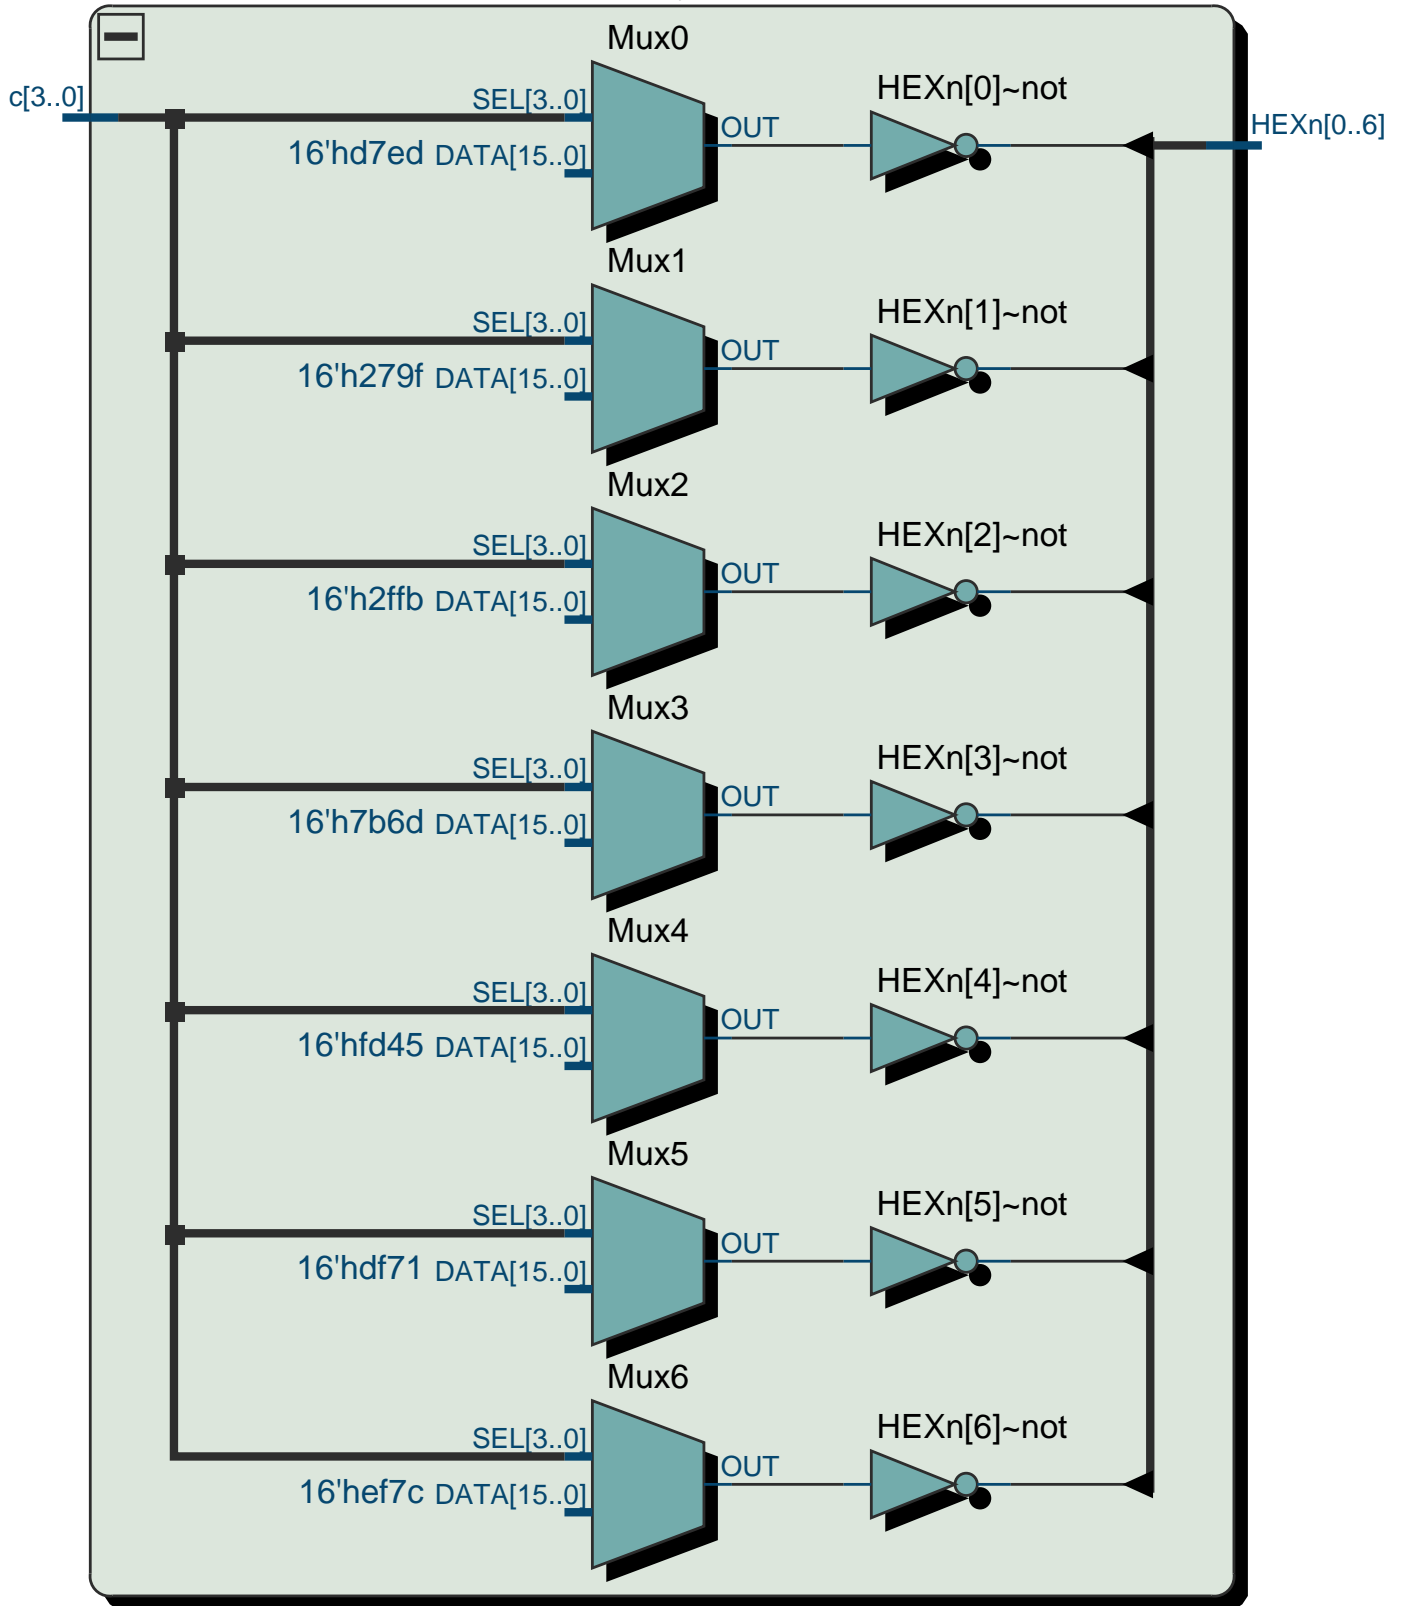 Mux0
c[3..0]
SEL[3..0]
HEXn[0]~not
16'hd7ed DATA[15..0]
OUT
HEXn[0..6]
Mux1
SEL[3..0]
HEXn[1]~not
16'h279f DATA[15..0]
OUT
Mux2
SEL[3..0]
HEXn[2]~not
16'h2ffb DATA[15..0]
OUT
Mux3
SEL[3..0]
HEXn[3]~not
16'h7b6d DATA[15..0]
OUT
Mux4
SEL[3..0]
HEXn[4]~not
16'hfd45 DATA[15..0]
OUT
Mux5
SEL[3..0]
HEXn[5]~not
16'hdf71 DATA[15..0]
OUT
Mux6
SEL[3..0]
HEXn[6]~not
16'hef7c DATA[15..0]
OUT